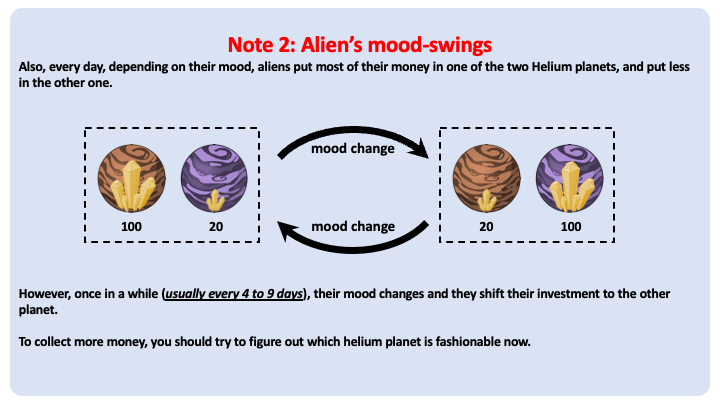 Note 2: Alien's mood-swings
Also, every day, depending on their mood, aliens put most of their money in one of the two Helium planets, and put less
in the other one.
mood change
100 20
20 100
mood change
However, once in a while (usually every 4 to 9 days), their mood changes and they shift their investment to the other
planet.
To collect more money, you should try to figure out which helium planet is fashionable now.